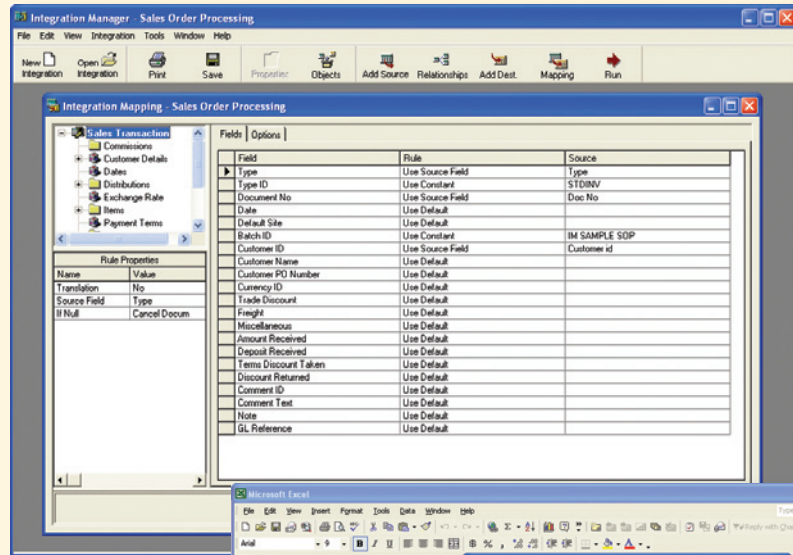 Integration Manager - Sales Order Processing
File Edit View Integration Tools Window Help
New Integration Open Integration Print Save Properties Objects Add Source Relationships Add Dest. Mapping Run
Integration Mapping - Sales Order Processing
Sales Transaction
Commissions
Customer Details
Dates
Distributions
Exchange Rate
Items
Payment Terms
Rule Properties
Name Value
Translation No
Source Field Type
If Null Cancel Docum
Fields Options
Field Rule Source
Type Use Source Field Type
Type ID Use Constant STDINV
Document No Use Source Field Doc No
Date Use Default
Default Site Use Default
Batch ID Use Constant IM SAMPLE SOP
Customer ID Use Source Field Customer id
Customer Name Use Default
Customer PO Number Use Default
Currency ID Use Default
Trade Discount Use Default
Freight Use Default
Miscellaneous Use Default
Amount Received Use Default
Deposit Received Use Default
Terms Discount Taken Use Default
Discount Returned Use Default
Comment ID Use Default
Comment Text Use Default
Note Use Default
GL Reference Use Default
Microsoft Excel
File Edit View Insert Format Tools Data Window Help Type
Reply with Cha
Arial 9 B I U $ % ,